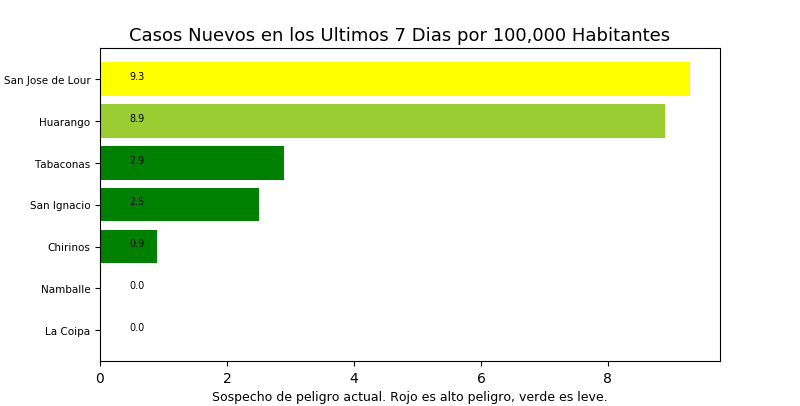 Casos Nuevos en los Ultimos 7 Dias por 100,000 Habitantes
San Jose de Lour 9.3
Huarango 8.9
Tabaconas 2.9
San Ignacio 2.5
Chirinos 0.9
Namballe 0.0
La Coipa 0.0
0 2 4 6 8
Sospecho de peligro actual. Rojo es alto peligro, verde es leve.